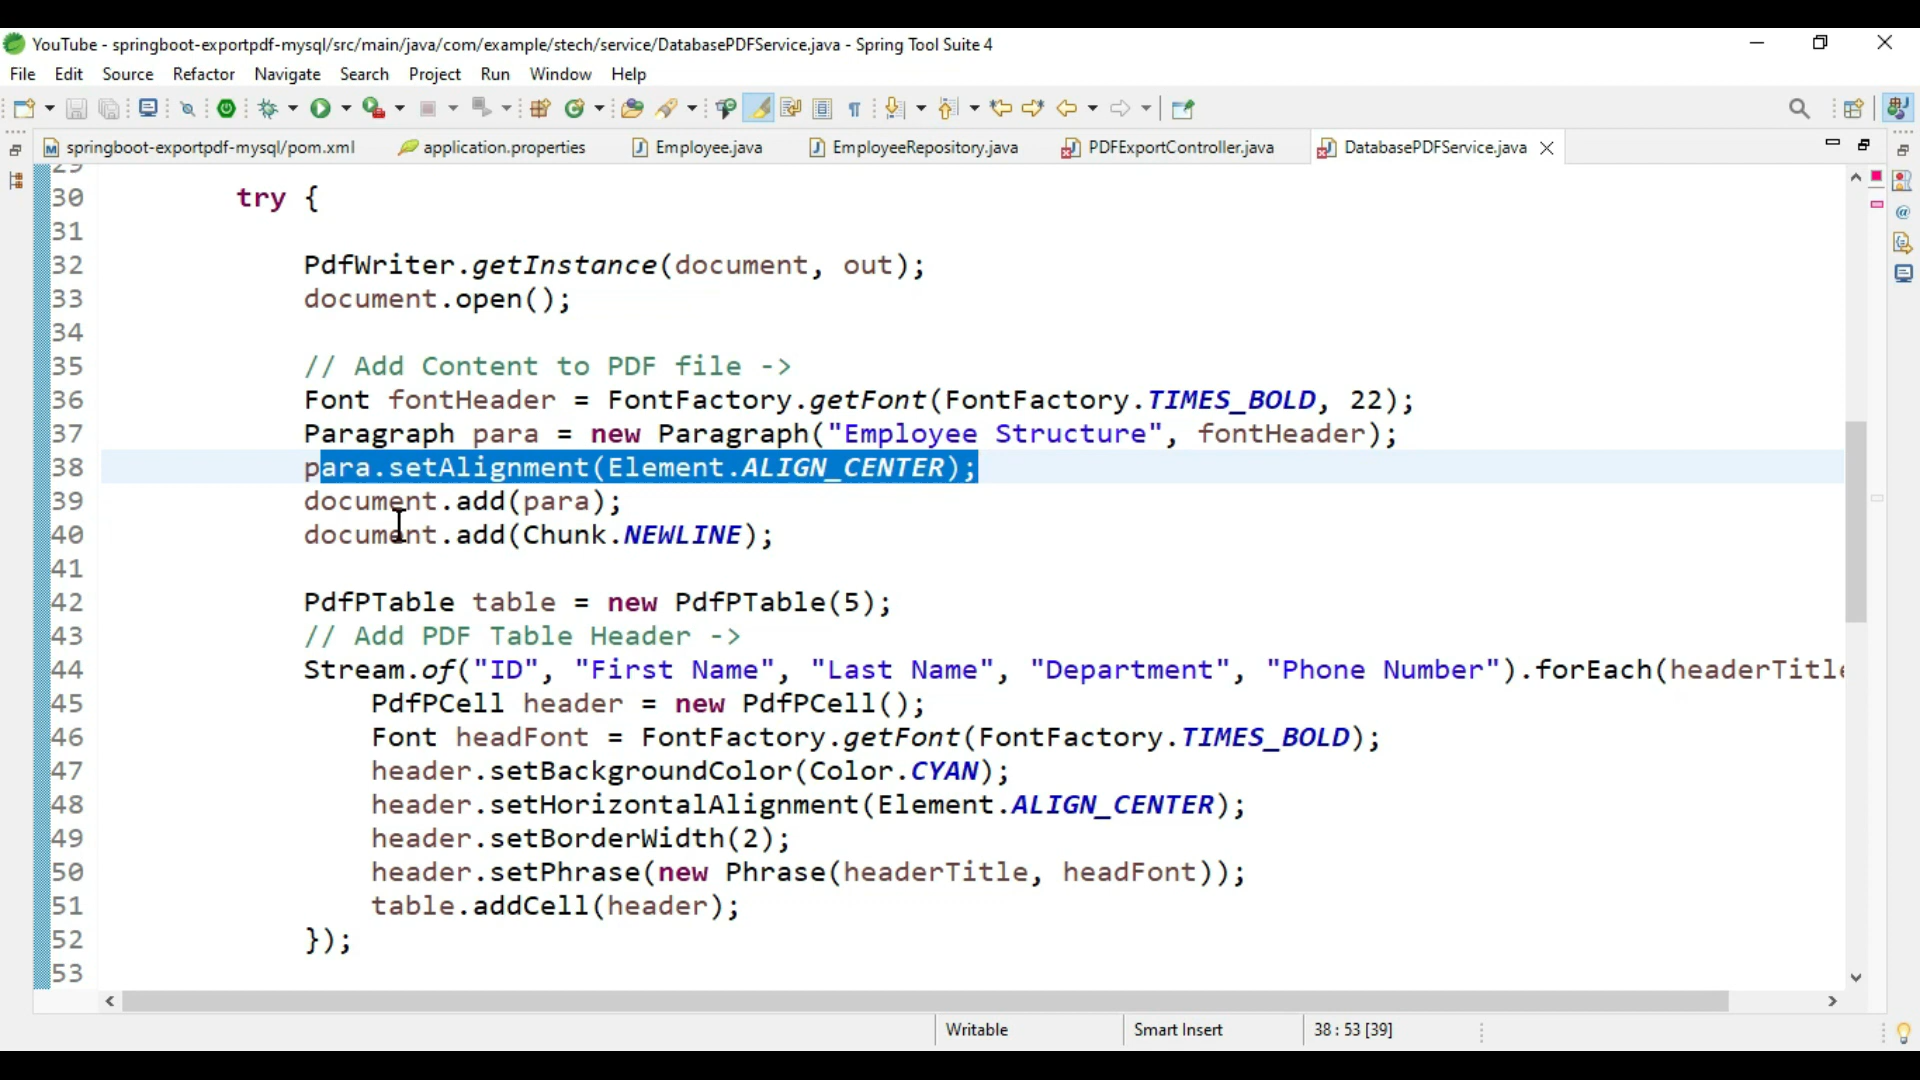 YouTube - springboot-exportpdf-mysql/src/main/java/com/example/stech/service/DatabasePDFService.java - Spring Tool Suite 4
File Edit Source Refactor Navigate Search Project Run Window Help
springboot-exportpdf-mysql/pom.xml application.properties Employee.java EmployeeRepository.java PDFExportController.java DatabasePDFService.java
29
30 try {
31
32 PdfWriter.getInstance(document, out);
33 document.open();
34
35 // Add Content to PDF file ->
36 Font fontHeader = FontFactory.getFont(FontFactory.TIMES_BOLD, 22);
37 Paragraph para = new Paragraph("Employee Structure", fontHeader);
38 para.setAlignment(Element.ALIGN_CENTER);
39 document.add(para);
40 document.add(Chunk.NEWLINE);
41
42 PdfPTable table = new PdfPTable(5);
43 // Add PDF Table Header ->
44 Stream.of("ID", "First Name", "Last Name", "Department", "Phone Number").forEach(headerTitle
45 PdfPCell header = new PdfPCell();
46 Font headFont = FontFactory.getFont(FontFactory.TIMES_BOLD);
47 header.setBackgroundColor(Color.CYAN);
48 header.setHorizontalAlignment(Element.ALIGN_CENTER);
49 header.setBorderWidth(2);
50 header.setPhrase(new Phrase(headerTitle, headFont));
51 table.addCell(header);
52 });
53
Writable Smart Insert 38 : 53 [39]